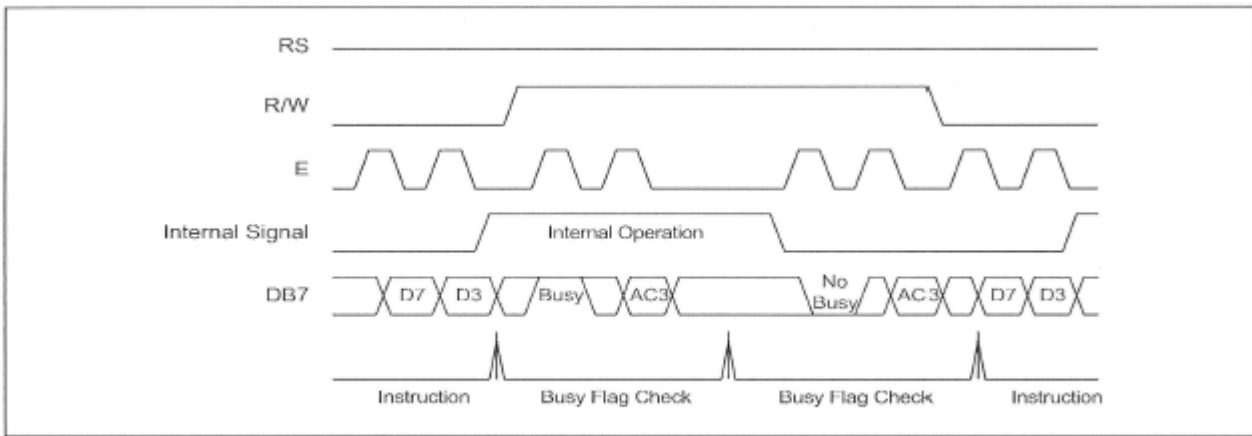 RS
R/W
E
Internal Signal
Internal Operation
DB7
D7
D3
Busy
AC3
No
Busy
AC3
D7
D3
Instruction
Busy Flag Check
Busy Flag Check
Instruction